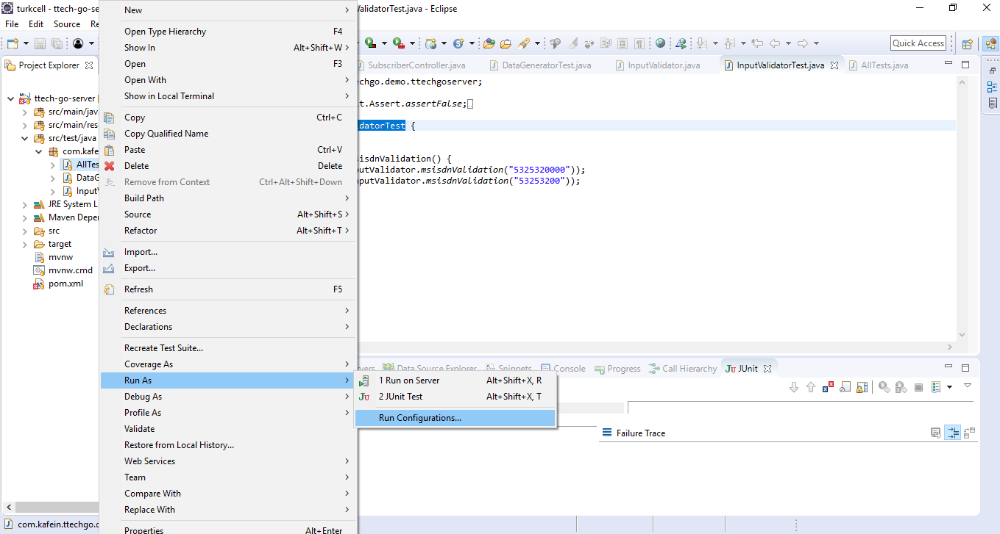 turkcell - ttech-go-ser
ValidatorTest.java - Eclipse
File Edit Source Re
Quick Access
Project Explorer
ttech-go-server
src/main/jav
src/main/res
src/test/java
com.kafe
AllTes
DataG
InputV
JRE System L
Maven Depe
src
target
mvnw
mvnw.cmd
pom.xml
com.kafein.ttechgo.d
New
Open Type Hierarchy F4
Show In Alt+Shift+W
Open F3
Open With
Show in Local Terminal
Copy Ctrl+C
Copy Qualified Name
Paste Ctrl+V
Delete Delete
Remove from Context Ctrl+Alt+Shift+Down
Build Path
Source Alt+Shift+S
Refactor Alt+Shift+T
Import...
Export...
Refresh F5
References
Declarations
Recreate Test Suite...
Coverage As
Run As
Debug As
Profile As
Validate
Restore from Local History...
Web Services
Team
Compare With
Replace With
Properties Alt+Enter
1 Run on Server Alt+Shift+X, R
2 JUnit Test Alt+Shift+X, T
Run Configurations...
SubscriberController.java DataGeneratorTest.java InputValidator.java InputValidatorTest.java AllTests.java
chgo.demo.ttechgoserver;
t.Assert.assertFalse;
datorTest {
sisdnValidation() {
putValidator.msisdnValidation("5325320000"));
nputValidator.msisdnValidation("53253200"));
vers Data Source Explorer Snippets Console Progress Call Hierarchy JUnit
Failure Trace